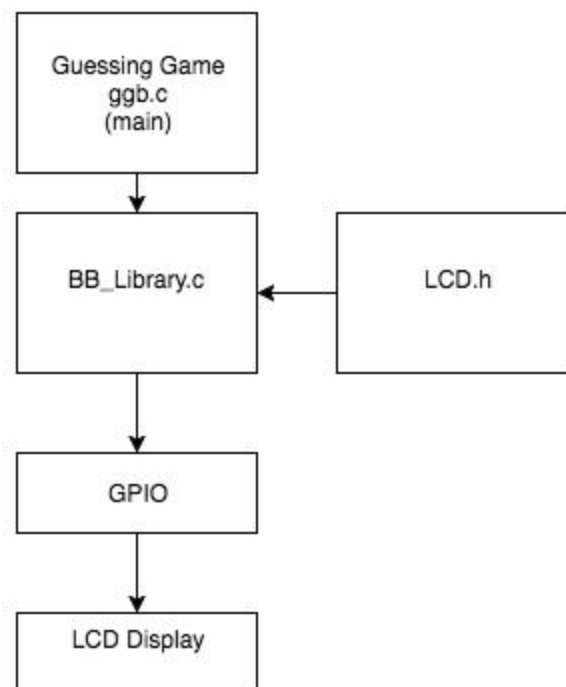 Guessing Game
ggb.c
(main)
BB_Library.c
LCD.h
GPIO
LCD Display